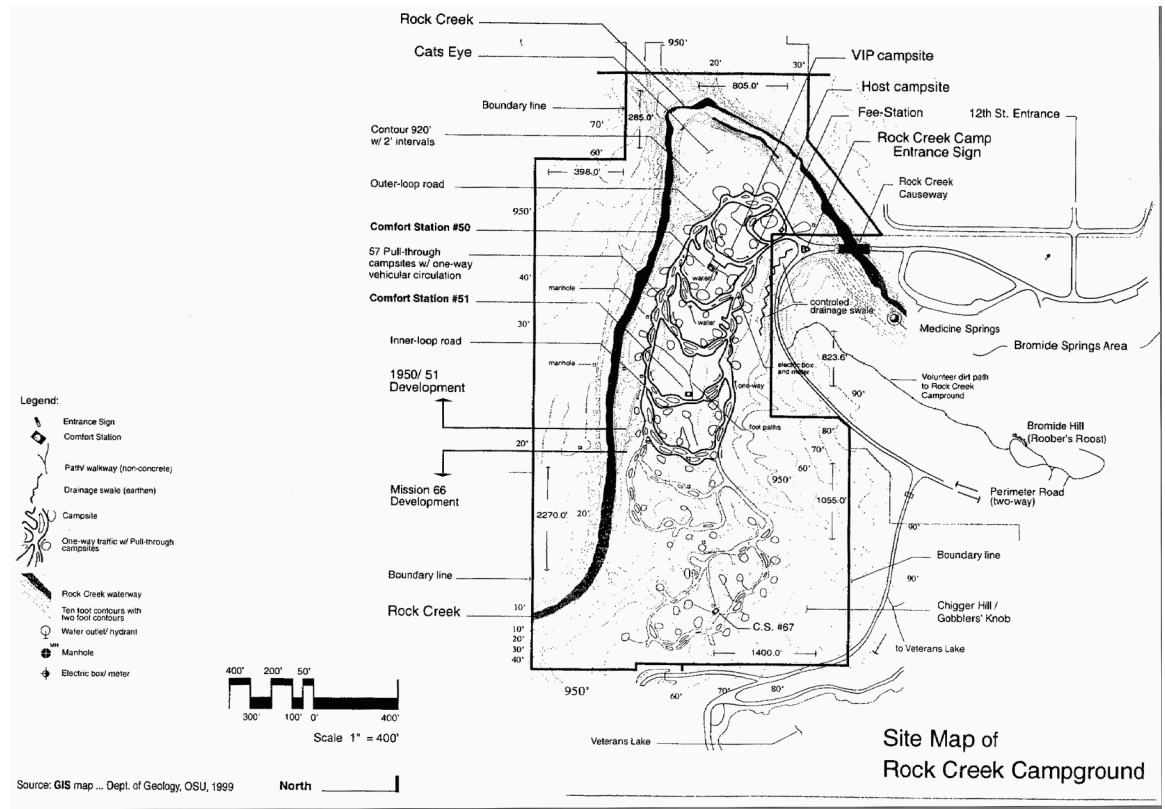 Rock Creek
950'
Cats Eye
20'
30'
VIP campsite
805.0'
Host campsite
Boundary line
285.0'
Fee-Station
12th St. Entrance
70'
Contour 920'
w/ 2' intervals
Rock Creek Camp
Entrance Sign
60'
398.0'
Outer-loop road
Rock Creek
Causeway
950'
Comfort Station #50
57 Pull-through
campsites w/ one-way
vehicular circulation
water
40'
manhole
Comfort Station #51
controled
drainage swale
30'
water
Medicine Springs
Inner-loop road
Bromide Springs Area
823.6'
manhole
electric box
and meter
1950/ 51
Development
one-way
90'
Volunteer dirt path
to Rock Creek
Campground
Legend:
Entrance Sign
Comfort Station
foot paths
80'
Bromide Hill
(Roober's Roost)
20'
70'
Path/ walkway (non-concrete)
60'
950'
Mission 66
Development
Perimeter Road
(two-way)
Drainage swale (earthen)
1055.0'
2270.0'
20'
Campsite
90'
90'
One-way traffic w/ Pull-through
campsites
Boundary line
Boundary line
90'
Rock Creek waterway
Rock Creek
10'
Chigger Hill /
Gobblers' Knob
Ten foot contours with
two foot contours
C.S. #67
10'
20'
30'
40'
Water outlet/ hydrant
MH
Manhole
1400.0'
to Veterans Lake
Electric box/ meter
400'
200'
50'
950'
60'
70'
80'
300'
100'
0'
400'
Scale 1" = 400'
Veterans Lake
Site Map of
Rock Creek Campground
Source: GIS map ... Dept. of Geology, OSU, 1999
North